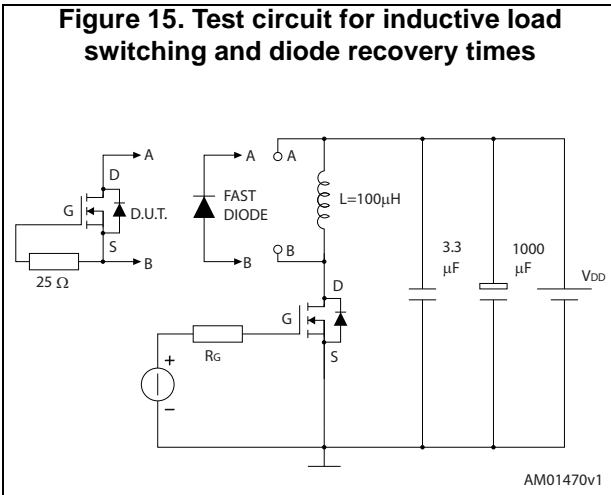 Figure 15. Test circuit for inductive load
switching and diode recovery times
A
D
G
D.U.T.
S
B
25 Ω
A
FAST
DIODE
B
A
L=100μH
B
3.3
μF
1000
μF
VDD
D
G
S
RG
+
−
AM01470v1